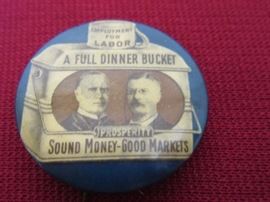 EMPLOYMENT
FOR
LABOR
A FULL DINNER BUCKET
PROSPERITY
SOUND MONEY-GOOD MARKETS